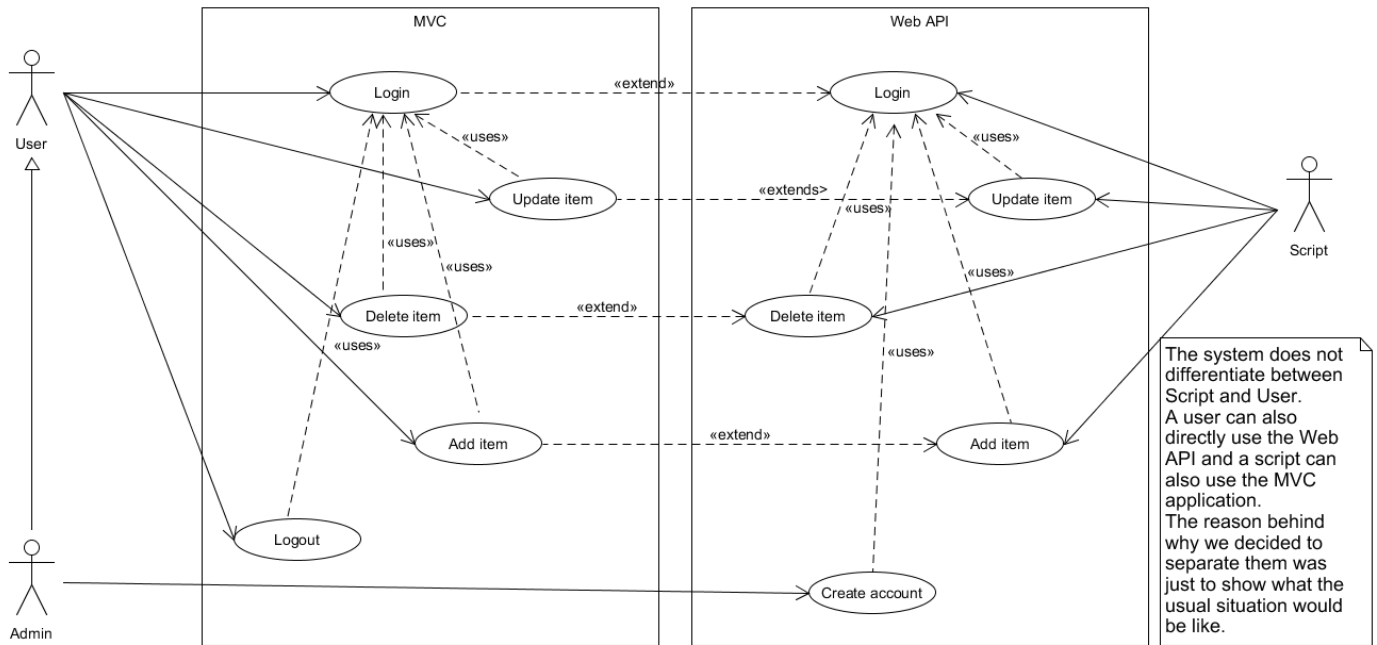 MVC
Web API
Login
«extend»
Login
User
«uses»
«uses»
Update item
«extends>
Update item
«uses»
«uses»
«uses»
«uses»
Script
Delete item
«extend»
Delete item
«uses»
«uses»
Add item
«extend»
Add item
Logout
Create account
Admin
The system does not
differentiate between
Script and User.
A user can also
directly use the Web
API and a script can
also use the MVC
application.
The reason behind
why we decided to
separate them was
just to show what the
usual situation would
be like.